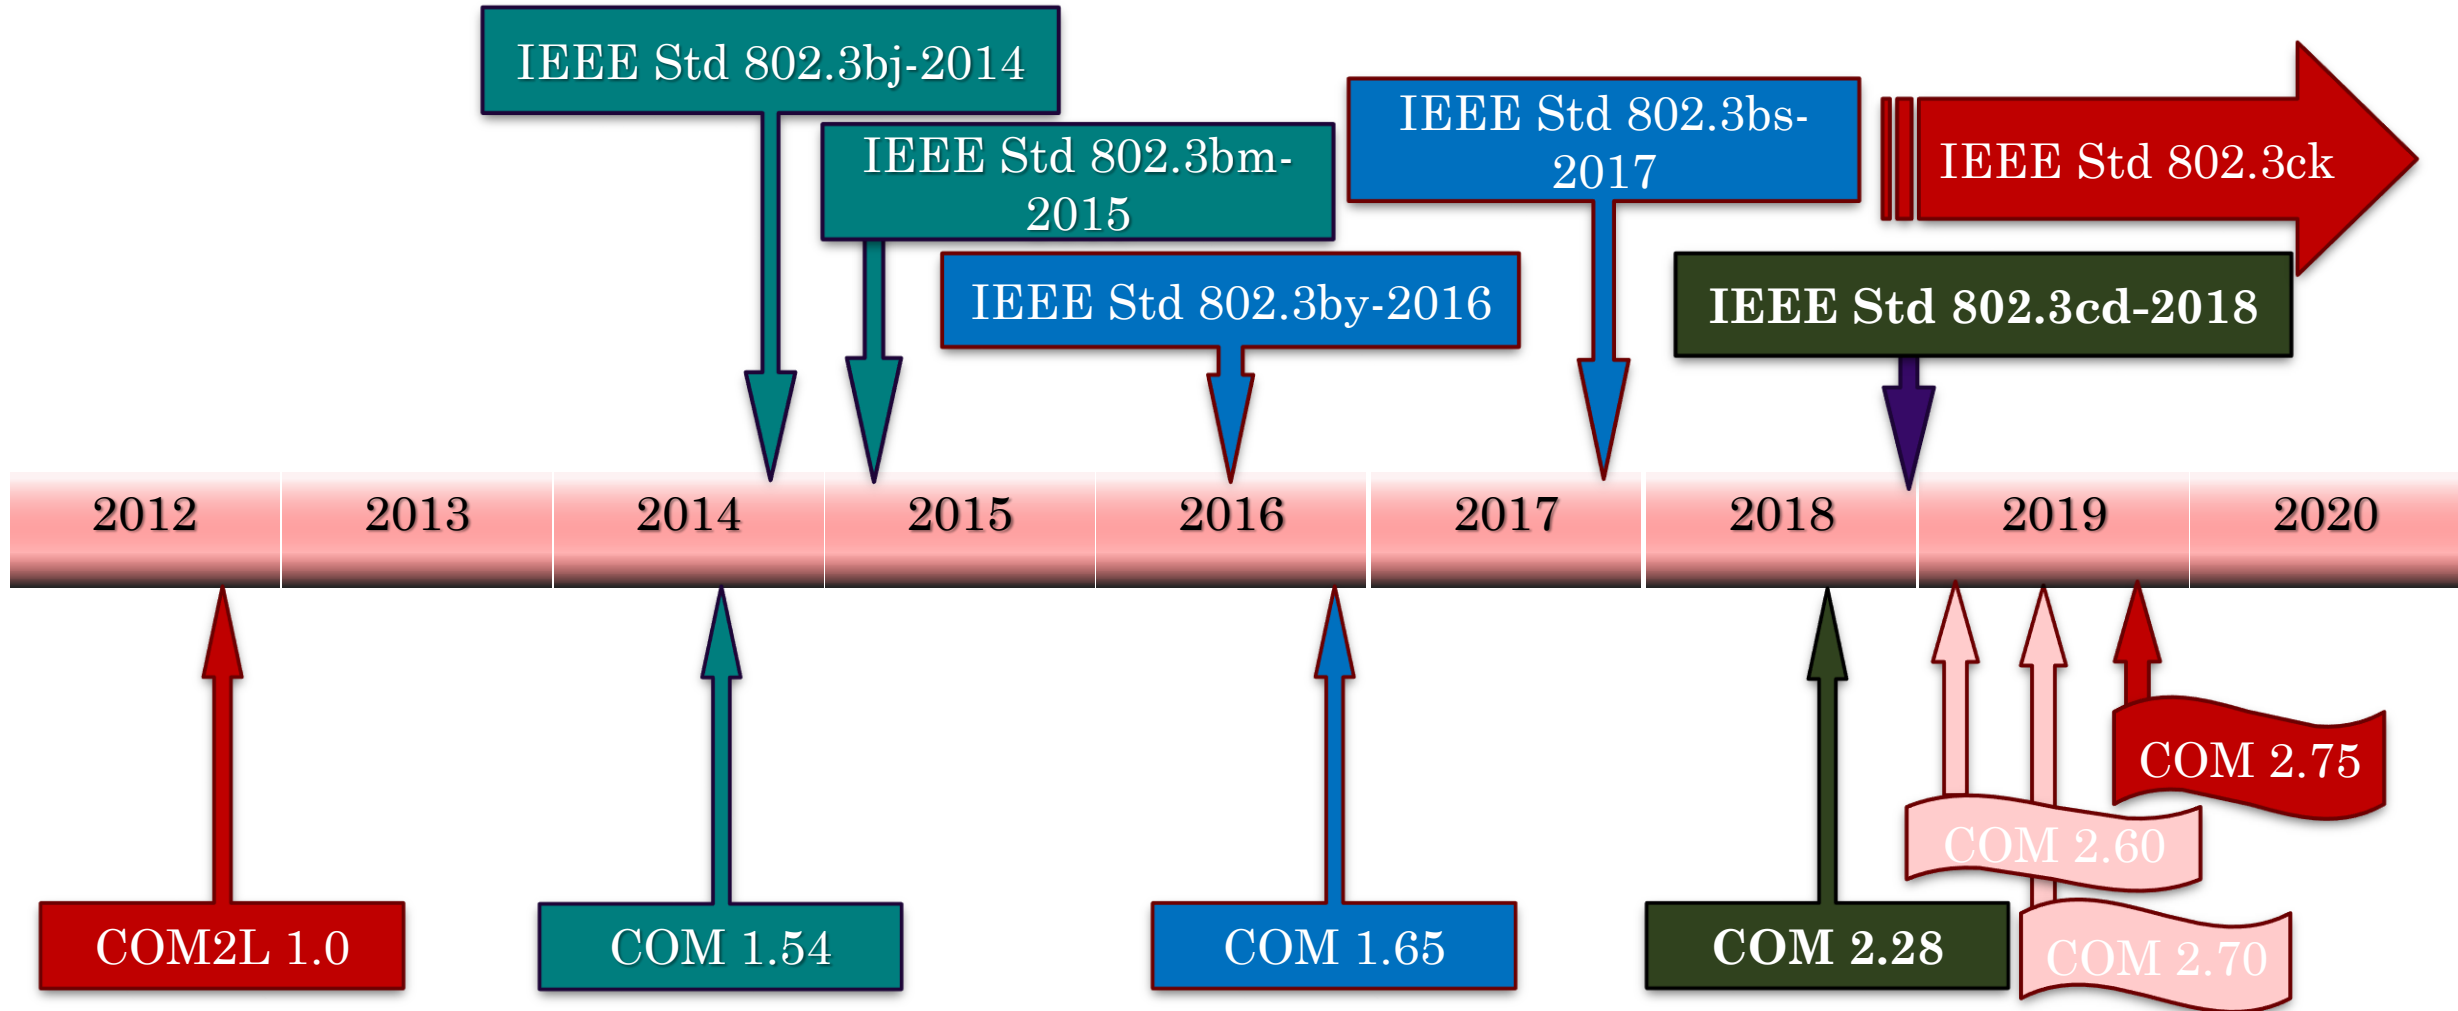 IEEE Std 802.3bj-2014
IEEE Std 802.3bm-
2015
IEEE Std 802.3by-2016
IEEE Std 802.3bs-
2017
IEEE Std 802.3ck
IEEE Std 802.3cd-2018
2012
2013
2014
2015
2016
2017
2018
2019
2020
COM2L 1.0
COM 1.54
COM 1.65
COM 2.28
COM 2.60
COM 2.70
COM 2.75